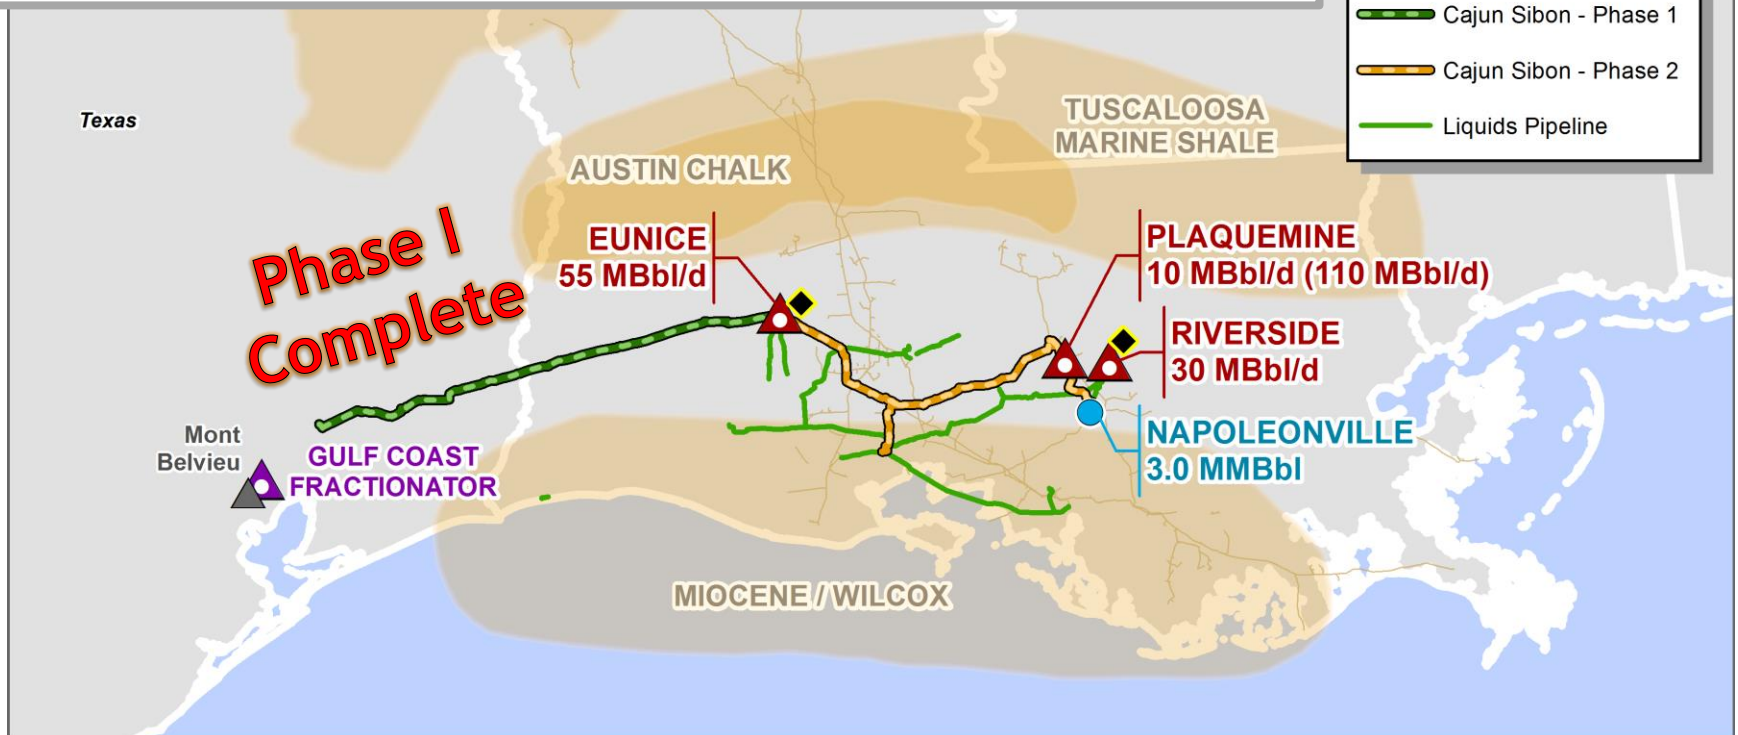 Cajun Sibon - Phase 1
Cajun Sibon - Phase 2
Liquids Pipeline
Texas
TUSCALOOSA
MARINE SHALE
AUSTIN CHALK
Phase I
Complete
EUNICE
55 MBbl/d
PLAQUEMINE
10 MBbl/d (110 MBbl/d)
RIVERSIDE
30 MBbl/d
NAPOLEONVILLE
3.0 MMBbl
Mont
Belvieu
GULF COAST
FRACTIONATOR
MIOCENE / WILCOX